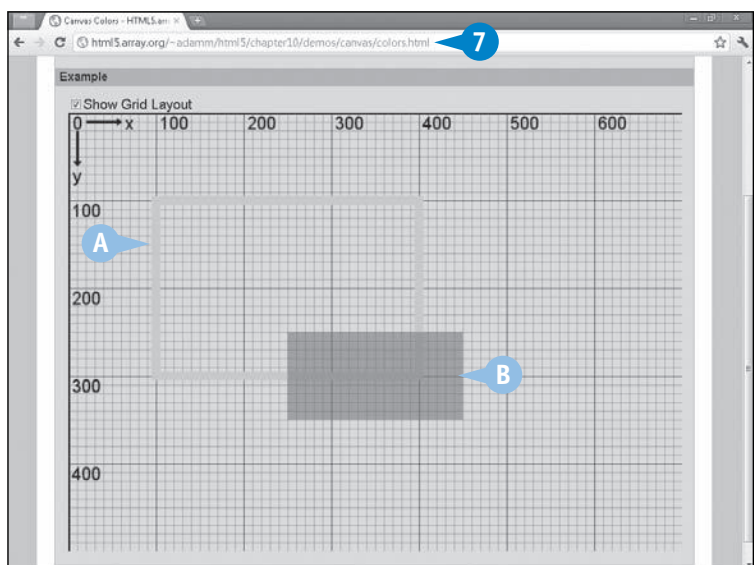 Canvas Colors - HTML5.arr
html5.array.org/~adamm/html5/chapter10/demos/canvas/colors.html
7
Example
Show Grid Layout
0 x 100 200 300 400 500 600
y
100
A
200
300
B
400